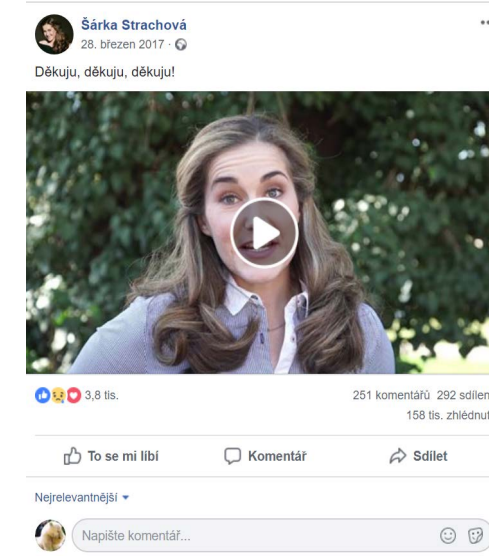 Šárka Strachová
28. březen 2017 ·
Děkuju, děkuju, děkuju!
3,8 tis.
251 komentářů 292 sdílen
158 tis. zhlédnut
To se mi líbí
Komentář
Sdílet
Nejrelevantnější
Napište komentář...